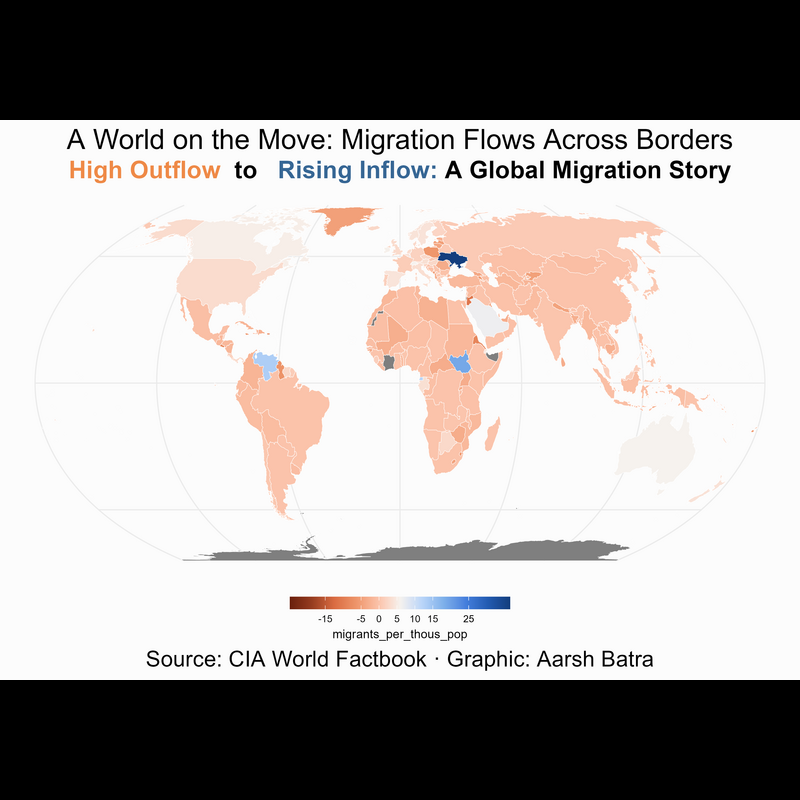 A World on the Move: Migration Flows Across Borders
High Outflow to Rising Inflow: A Global Migration Story
-15 -5 0 5 10 15 25
migrants_per_thous_pop
Source: CIA World Factbook · Graphic: Aarsh Batra